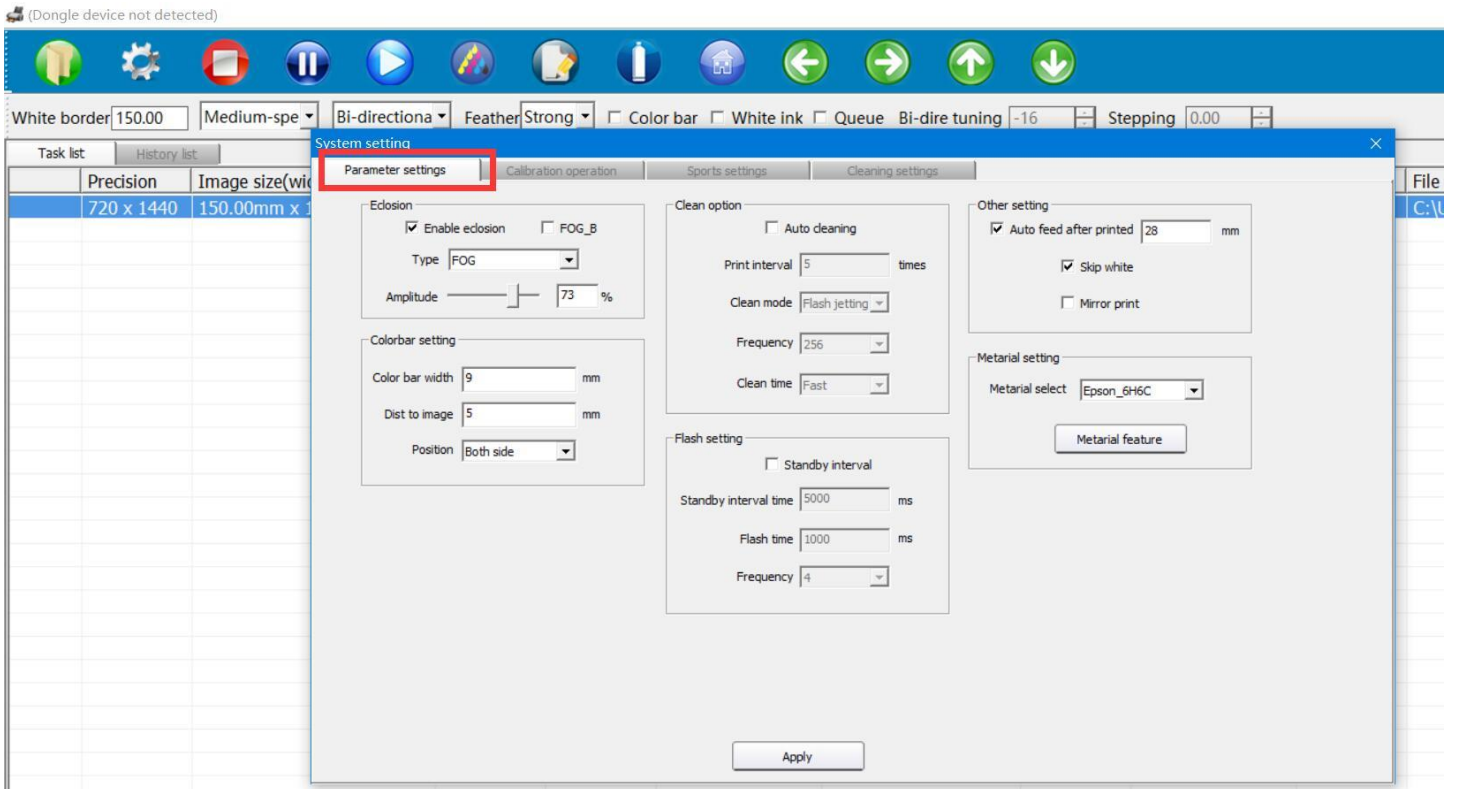 (Dongle device not detected)
White border 150.00 Medium-spe Bi-directiona Feather Strong Color bar White ink Queue Bi-dire tuning -16 Stepping 0.00
Task list History list
System setting
Precision Image size(wi File
720 x 1440 150.00mm x 1 C:\U
Parameter settings Calibration operation Sports settings Cleaning settings
Eclosion
Enable eclosion FOG_B
Type FOG
Amplitude 73 %
Colorbar setting
Color bar width 9 mm
Dist to image 5 mm
Position Both side
Clean option
Auto cleaning
Print interval 5 times
Clean mode Flash jetting
Frequency 256
Clean time Fast
Flash setting
Standby interval
Standby interval time 5000 ms
Flash time 1000 ms
Frequency 4
Other setting
Auto feed after printed 28 mm
Skip white
Mirror print
Metarial setting
Metarial select Epson_6H6C
Metarial feature
Apply